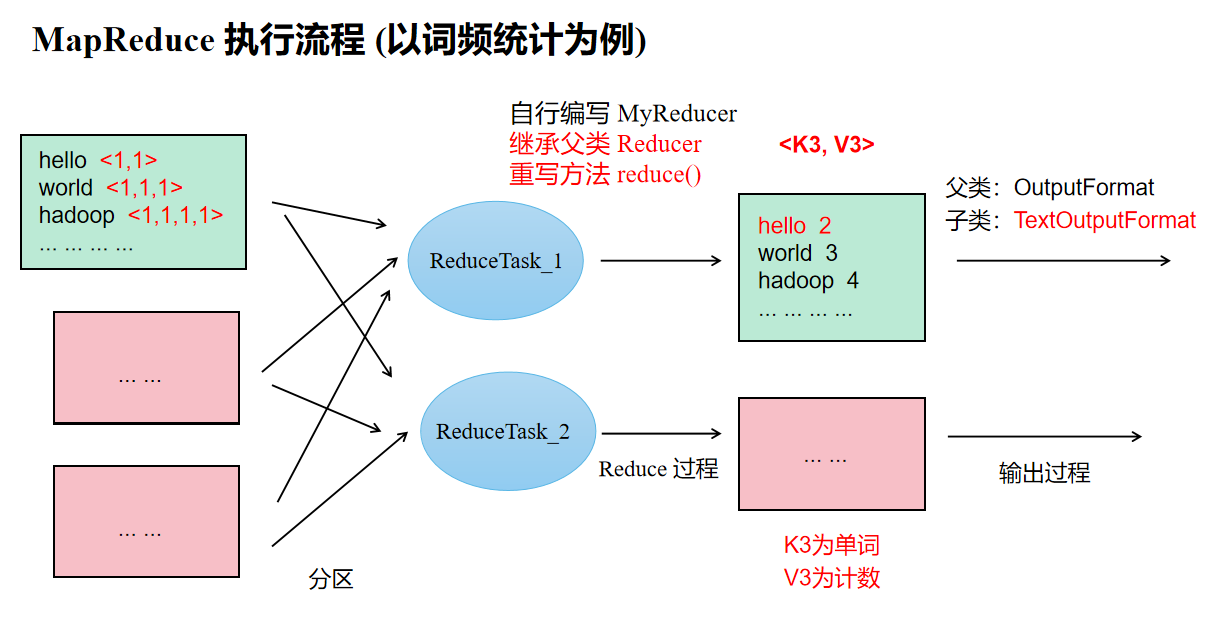 MapReduce 执行流程 (以词频统计为例)
hello <1,1>
world <1,1,1>
hadoop <1,1,1,1>
... ... ... ...
... ...
... ...
分区
自行编写 MyReducer
继承父类 Reducer
重写方法 reduce()
ReduceTask_1
ReduceTask_2
Reduce 过程
<K3, V3>
hello 2
world 3
hadoop 4
... ... ... ...
... ...
K3为单词
V3为计数
父类：OutputFormat
子类：TextOutputFormat
输出过程